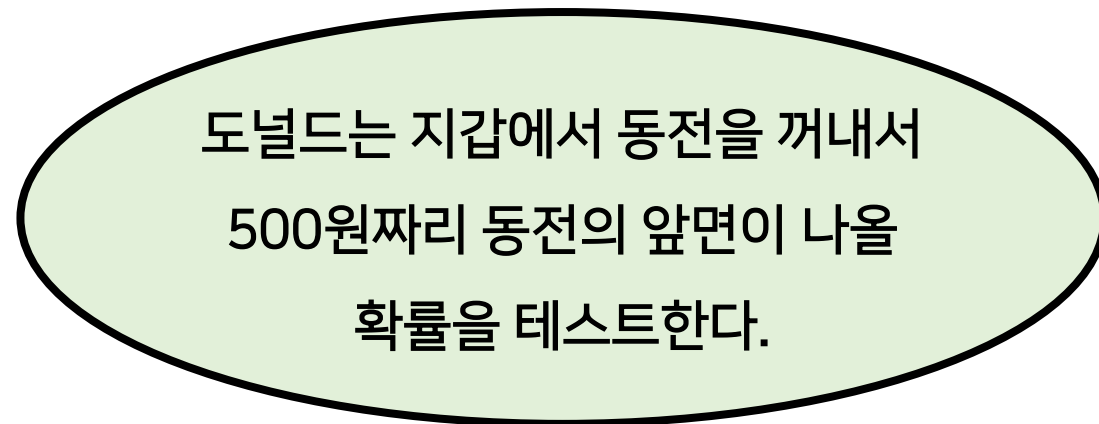 도널드는 지갑에서 동전을 꺼내서
500원짜리 동전의 앞면이 나올
확률을 테스트한다.